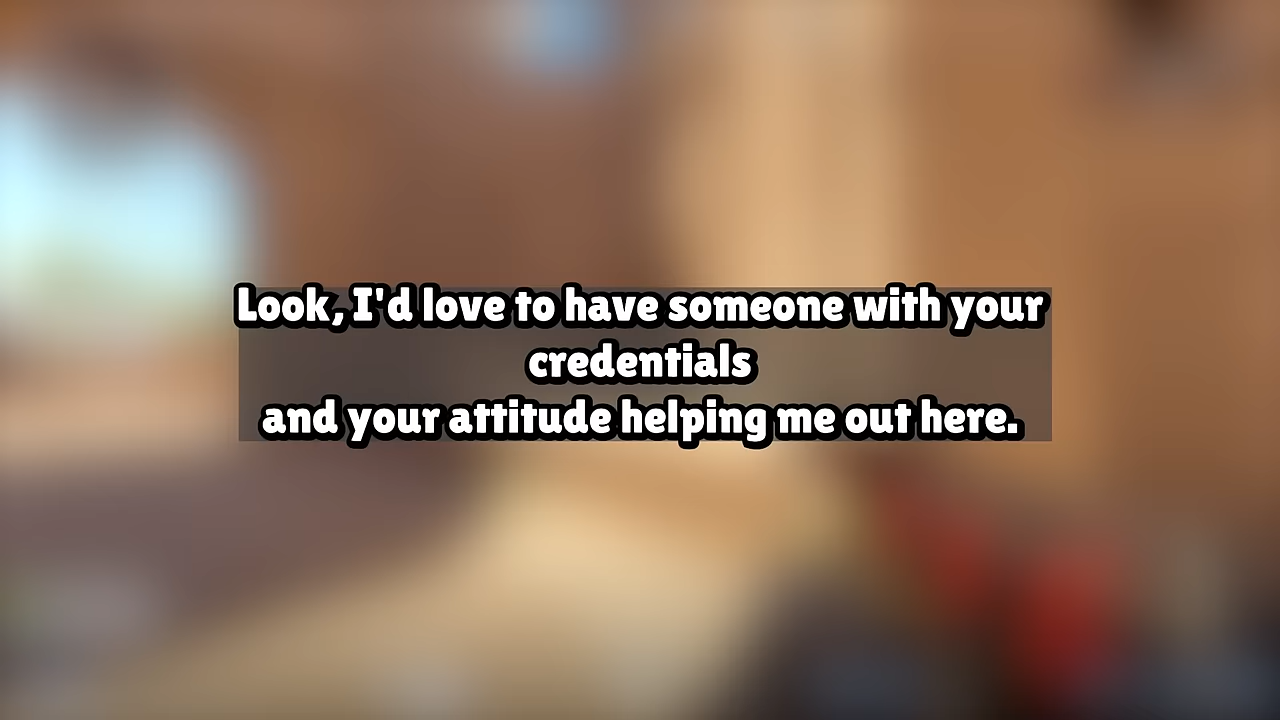 Look, I'd love to have someone with your
credentials
and your attitude helping me out here.